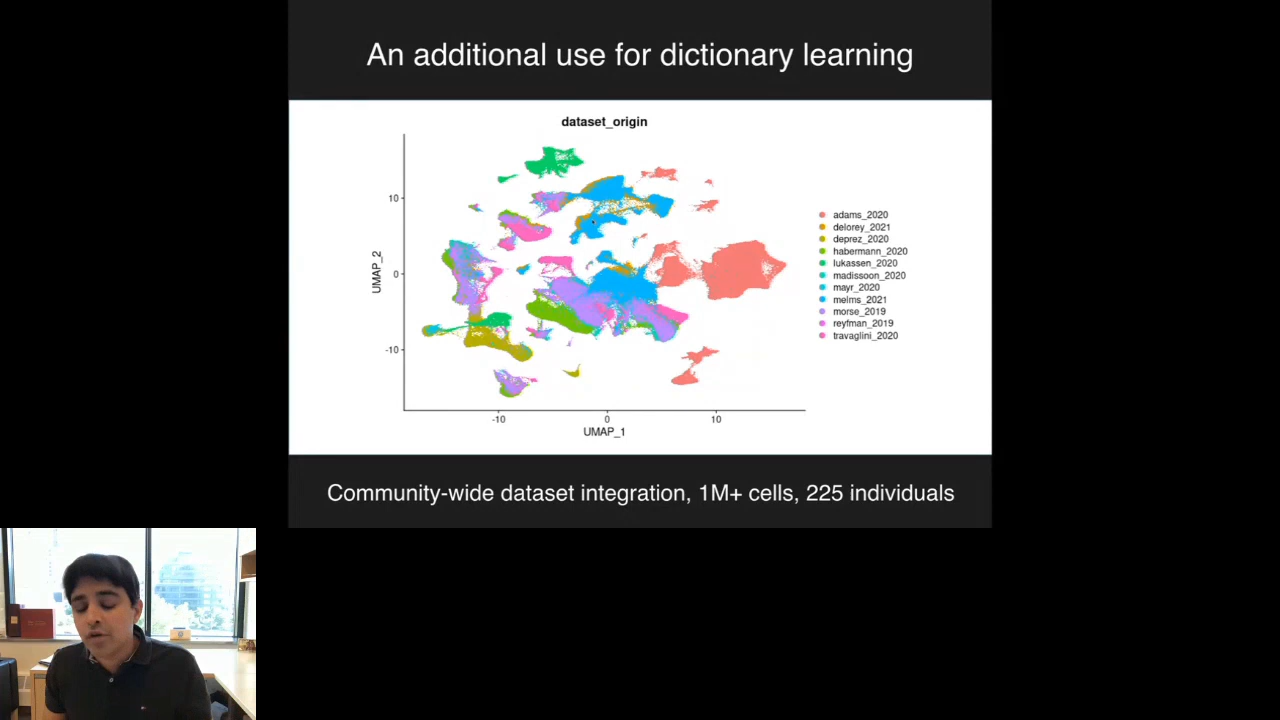 An additional use for dictionary learning
dataset_origin
10
0
-10
UMAP_2
-10
0
10
UMAP_1
adams_2020
delorey_2021
deprez_2020
habermann_2020
lukassen_2020
madissoon_2020
mayr_2020
melms_2021
morse_2019
reyfman_2019
travaglini_2020
Community-wide dataset integration, 1M+ cells, 225 individuals